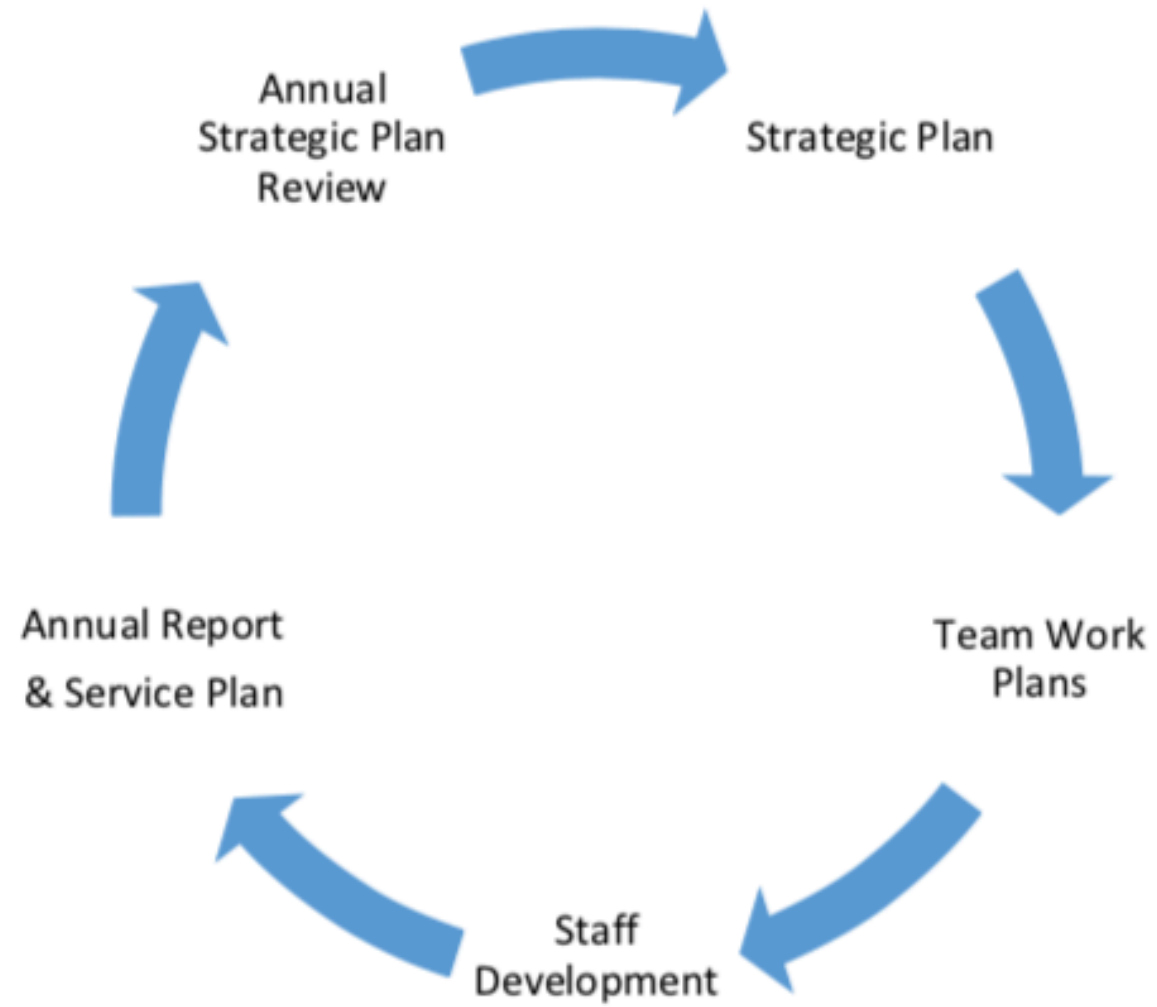 Annual
Strategic Plan
Review
Strategic Plan
Team Work
Plans
Staff
Development
Annual Report
& Service Plan